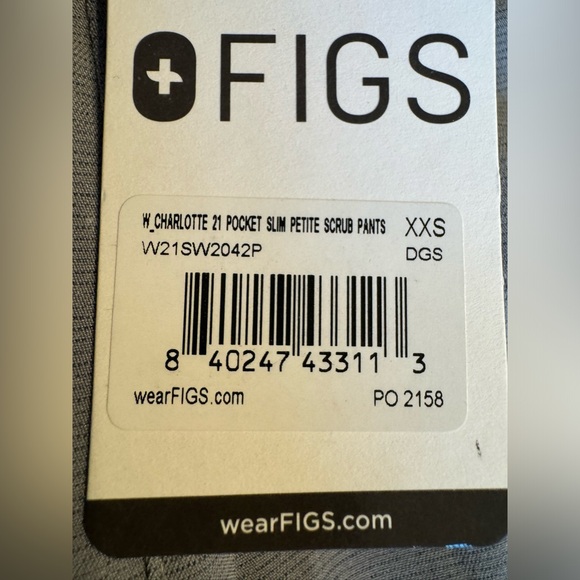 FIGS
W_CHARLOTTE 21 POCKET SLIM PETITE SCRUB PANTS XXS
W21SW2042P DGS
8 40247 43311 3
wearFIGS.com PO 2158
wearFIGS.com